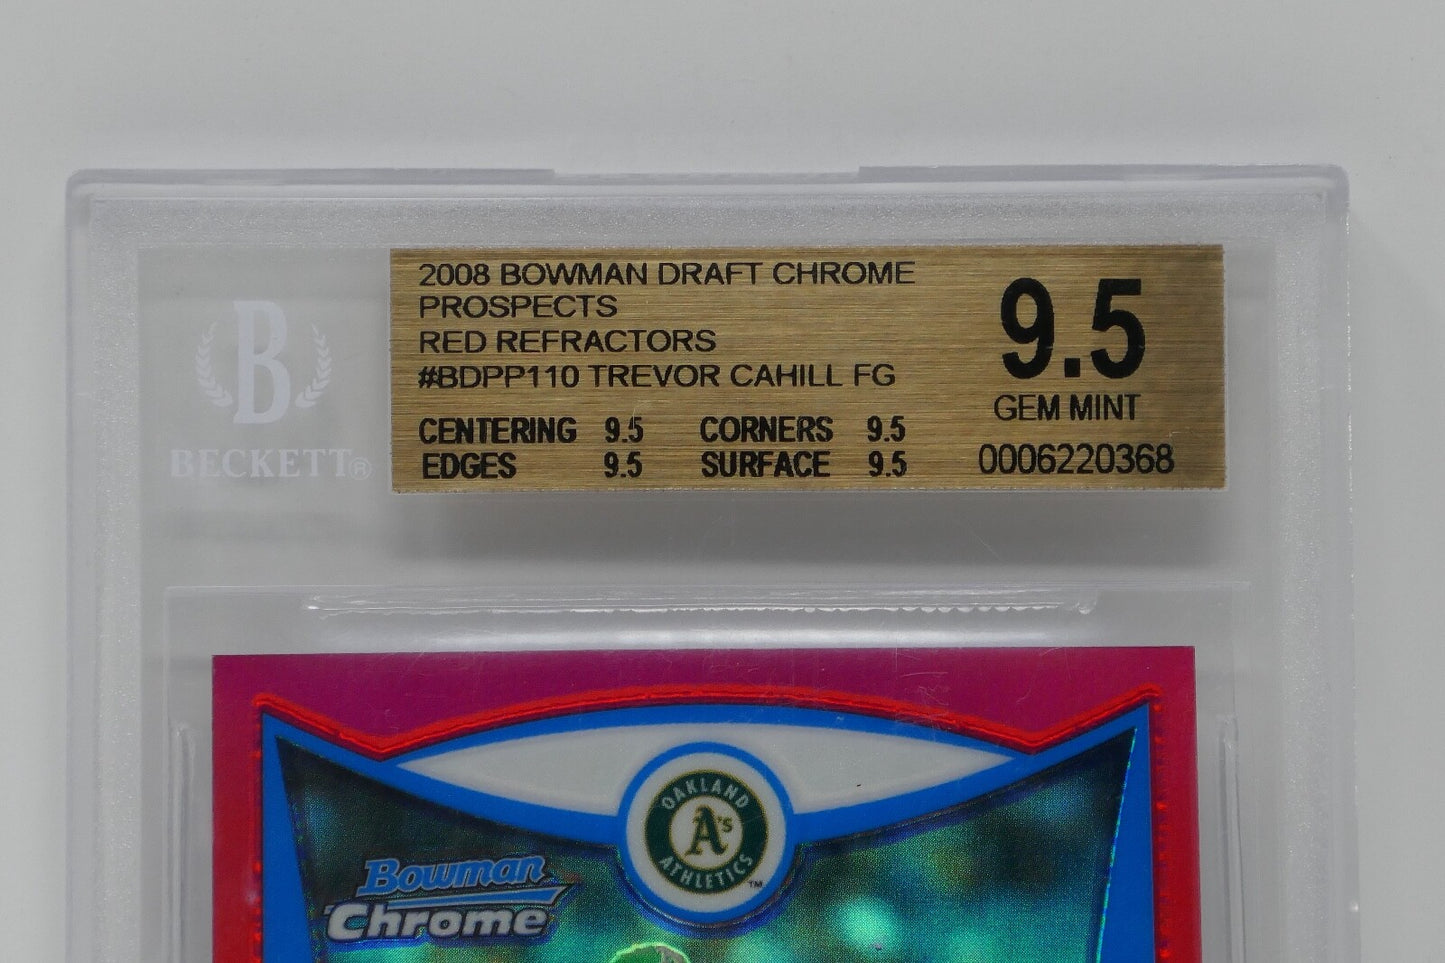 2008 BOWMAN DRAFT CHROME
PROSPECTS
RED REFRACTORS
#BDPP110 TREVOR CAHILL FG
9.5
GEM MINT
CENTERING 9.5 CORNERS 9.5
EDGES 9.5 SURFACE 9.5
0006220368
B
BECKETT®
OAKLAND
A's
ATHLETICS
TM
Bowman
Chrome